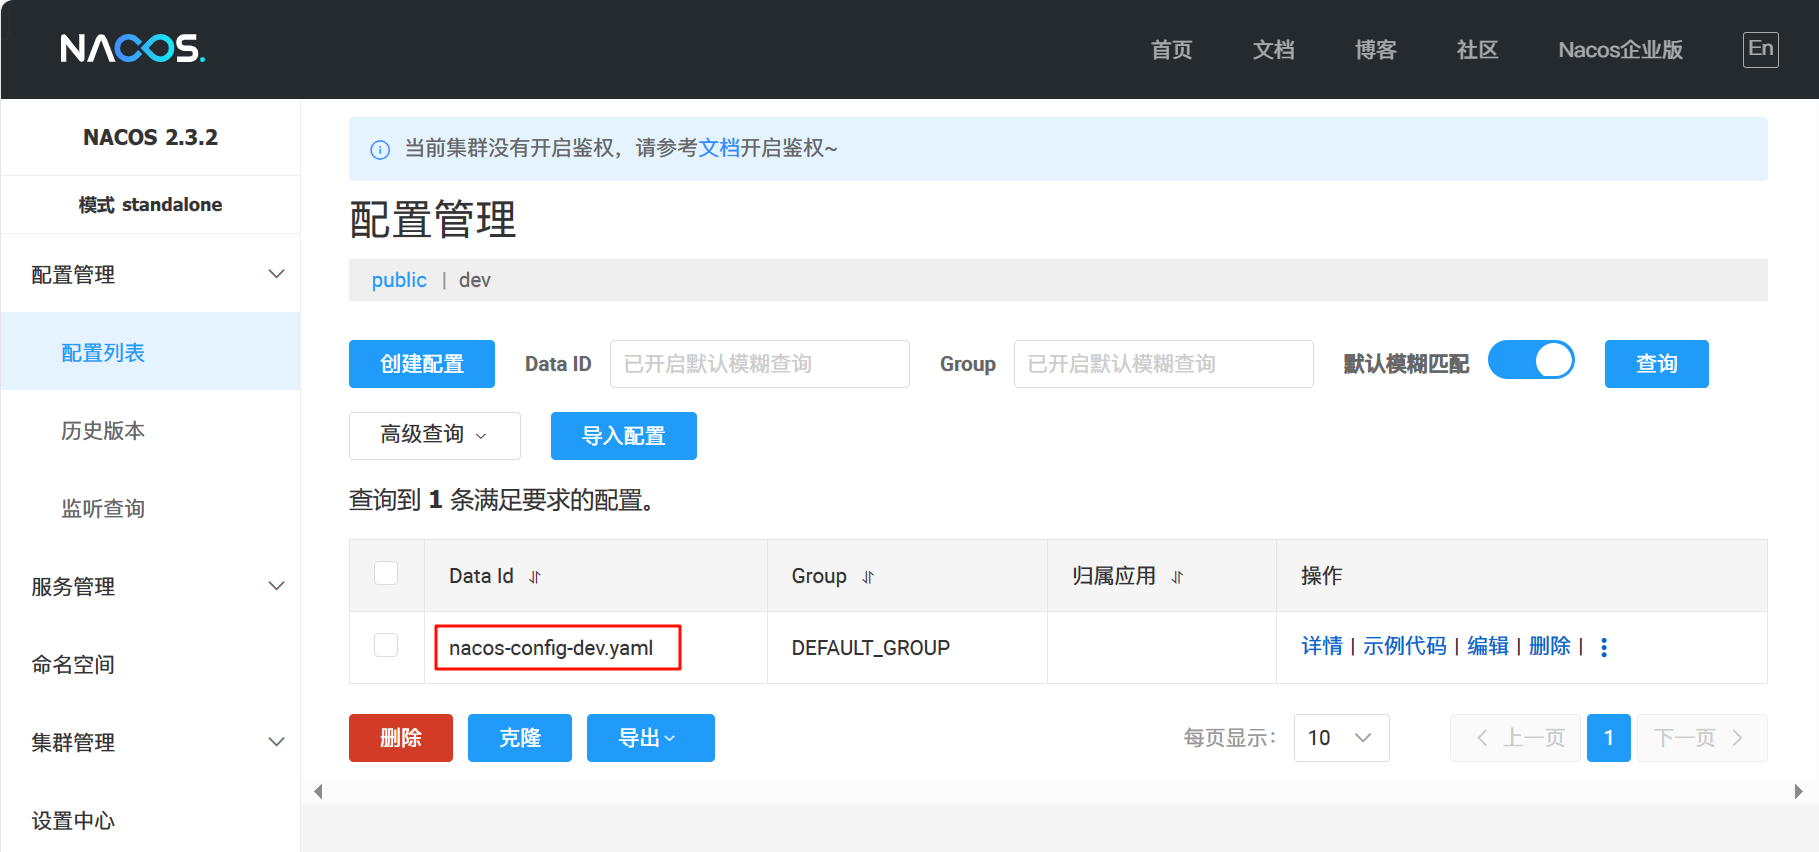 NACOS.
首页 文档 博客 社区 Nacos企业版 En
NACOS 2.3.2
模式 standalone
配置管理
配置列表
历史版本
监听查询
服务管理
命名空间
集群管理
设置中心
当前集群没有开启鉴权，请参考文档开启鉴权~
配置管理
public | dev
创建配置 Data ID 已开启默认模糊查询 Group 已开启默认模糊查询 默认模糊匹配 查询
高级查询 导入配置
查询到 1 条满足要求的配置。
Data Id Group 归属应用 操作
nacos-config-dev.yaml DEFAULT_GROUP 详情 | 示例代码 | 编辑 | 删除 |
删除 克隆 导出 每页显示: 10 上一页 1 下一页